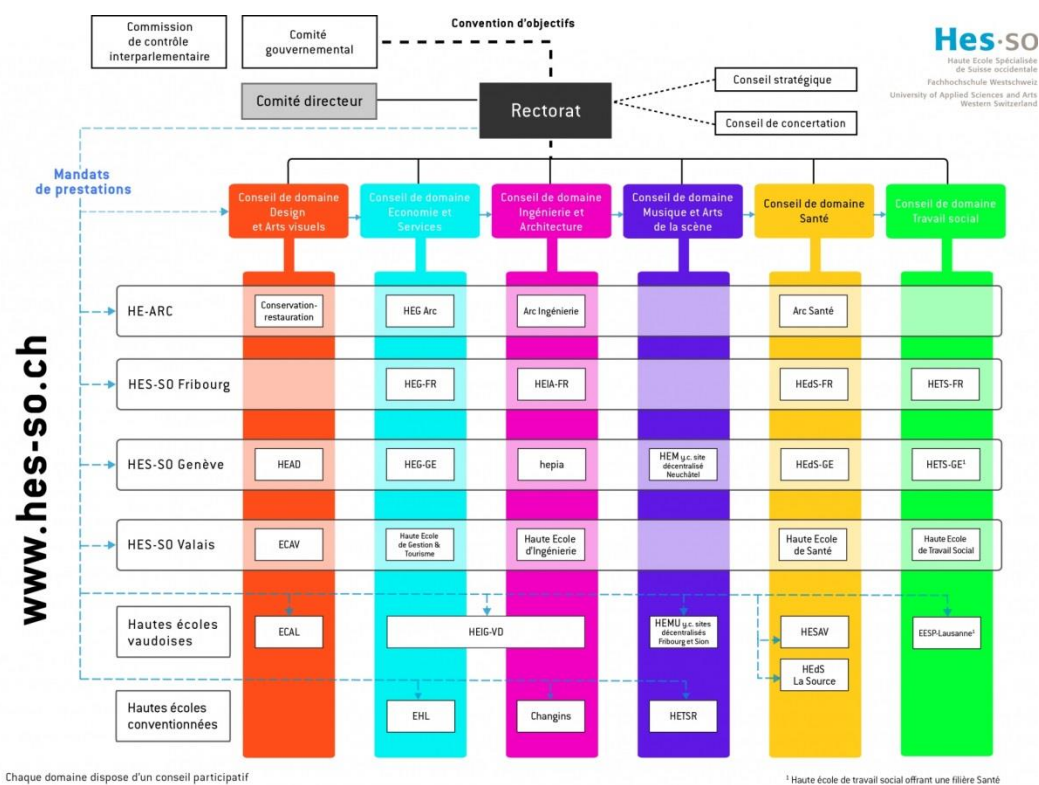 Commission
de contrôle
interparlementaire
Comité
gouvernemental
Convention d'objectifs
Hes·so
Haute Ecole Spécialisée
de Suisse occidentale
Fachhochschule Westschweiz
University of Applied Sciences and Arts
Western Switzerland
Comité directeur
Rectorat
Conseil stratégique
Conseil de concertation
Mandats
de prestations
Conseil de domaine
Design
et Arts visuels
Conseil de domaine
Economie et
Services
Conseil de domaine
Ingénierie et
Architecture
Conseil de domaine
Musique et Arts
de la scène
Conseil de domaine
Santé
Conseil de domaine
Travail social
www.hes-so.ch
HE-ARC
Conservation-
restauration
HEG Arc
Arc Ingénierie
Arc Santé
HES-SO Fribourg
HEG-FR
HEIA-FR
HEdS-FR
HETS-FR
HES-SO Genève
HEAD
HEG-GE
hepia
HEM y.c. site
décentralisé
Neuchâtel
HEdS-GE
HETS-GE¹
HES-SO Valais
ECAV
Haute Ecole
de Gestion &
Tourisme
Haute Ecole
d'Ingénierie
Haute Ecole
de Santé
Haute Ecole
de Travail Social
Hautes écoles
vaudoises
ECAL
HEIG-VD
HEMU y.c. sites
décentralisés
Fribourg et Sion
HESAV
HEdS
La Source
EESP-Lausanne¹
Hautes écoles
conventionnées
EHL
Changins
HETSR
Chaque domaine dispose d'un conseil participatif
¹ Haute école de travail social offrant une filière Santé